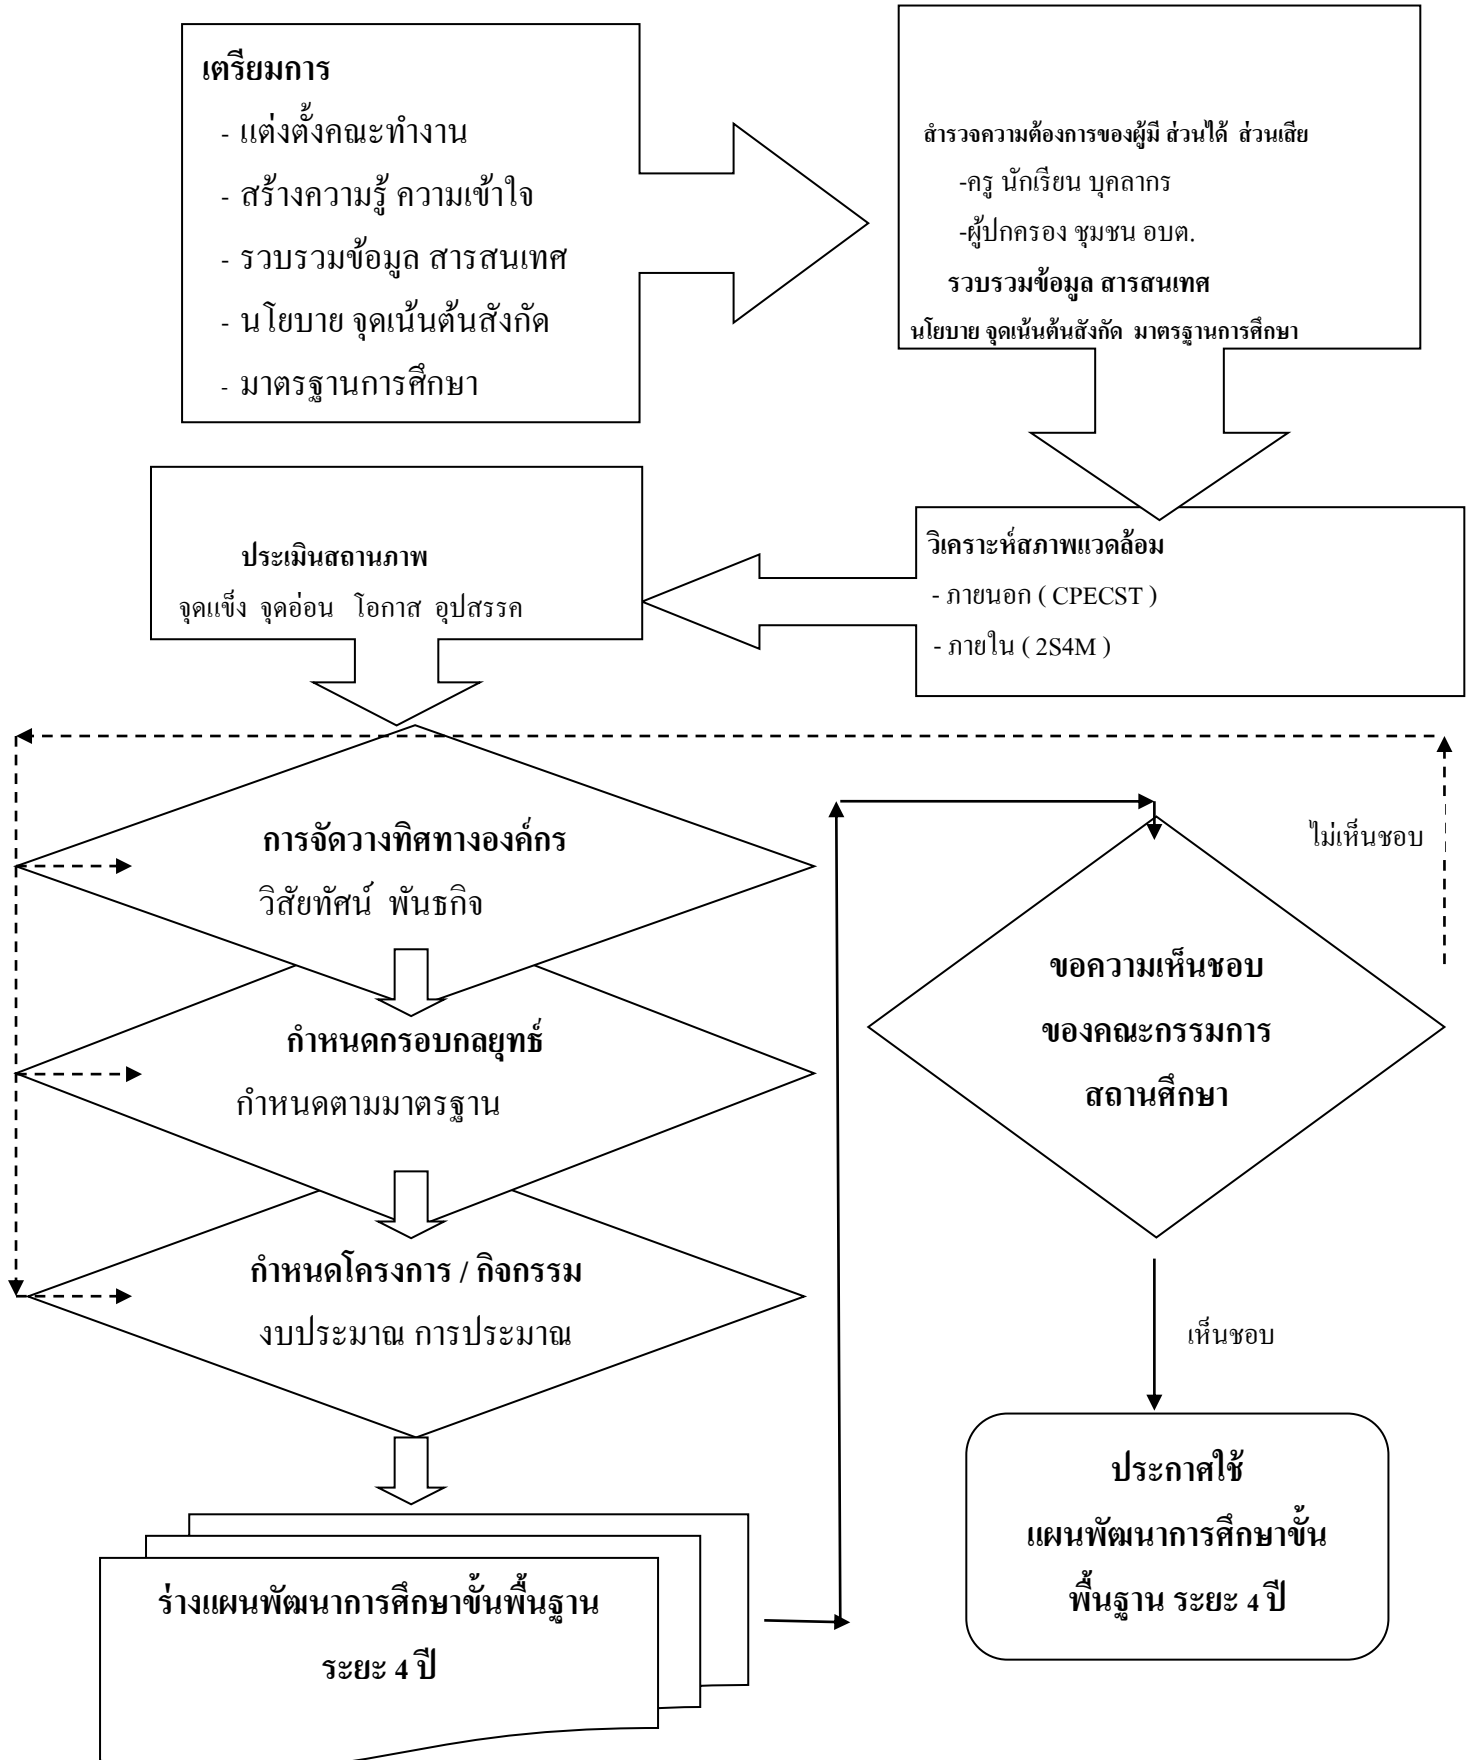 เตรียมการ
- แต่งตั้งคณะทำงาน
- สร้างความรู้ ความเข้าใจ
- รวบรวมข้อมูล สารสนเทศ
- นโยบาย จุดเน้นต้นสังกัด
- มาตรฐานการศึกษา
สำรวจความต้องการของผู้มี ส่วนได้ ส่วนเสีย
-ครู นักเรียน บุคลากร
-ผู้ปกครอง ชุมชน อบต.
รวบรวมข้อมูล สารสนเทศ
นโยบาย จุดเน้นต้นสังกัด มาตรฐานการศึกษา
ประเมินสถานภาพ
จุดแข็ง จุดอ่อน โอกาส อุปสรรค
วิเคราะห์สภาพแวดล้อม
- ภายนอก ( CPECST )
- ภายใน ( 2S4M )
การจัดวางทิศทางองค์กร
วิสัยทัศน์ พันธกิจ
กำหนดกรอบกลยุทธ์
กำหนดตามมาตรฐาน
กำหนดโครงการ / กิจกรรม
งบประมาณ การประมาณ
ร่างแผนพัฒนาการศึกษาขั้นพื้นฐาน
ระยะ 4 ปี
ไม่เห็นชอบ
ขอความเห็นชอบ
ของคณะกรรมการ
สถานศึกษา
เห็นชอบ
ประกาศใช้
แผนพัฒนาการศึกษาขั้น
พื้นฐาน ระยะ 4 ปี